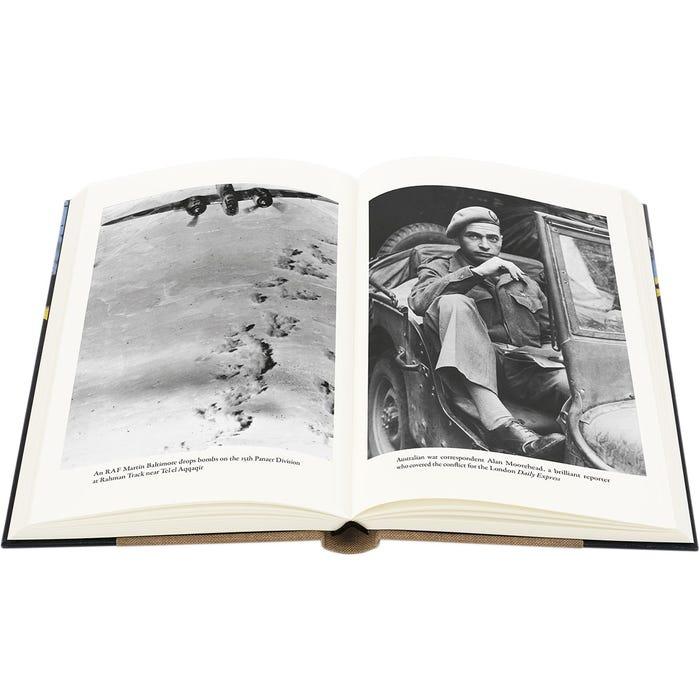 An RAF Martin Baltimore drops bombs on the 15th Panzer Division
at Rahman Track near Tel el Aqqaqir
Australian war correspondent Alan Moorehead, a brilliant reporter
who covered the conflict for the London Daily Express